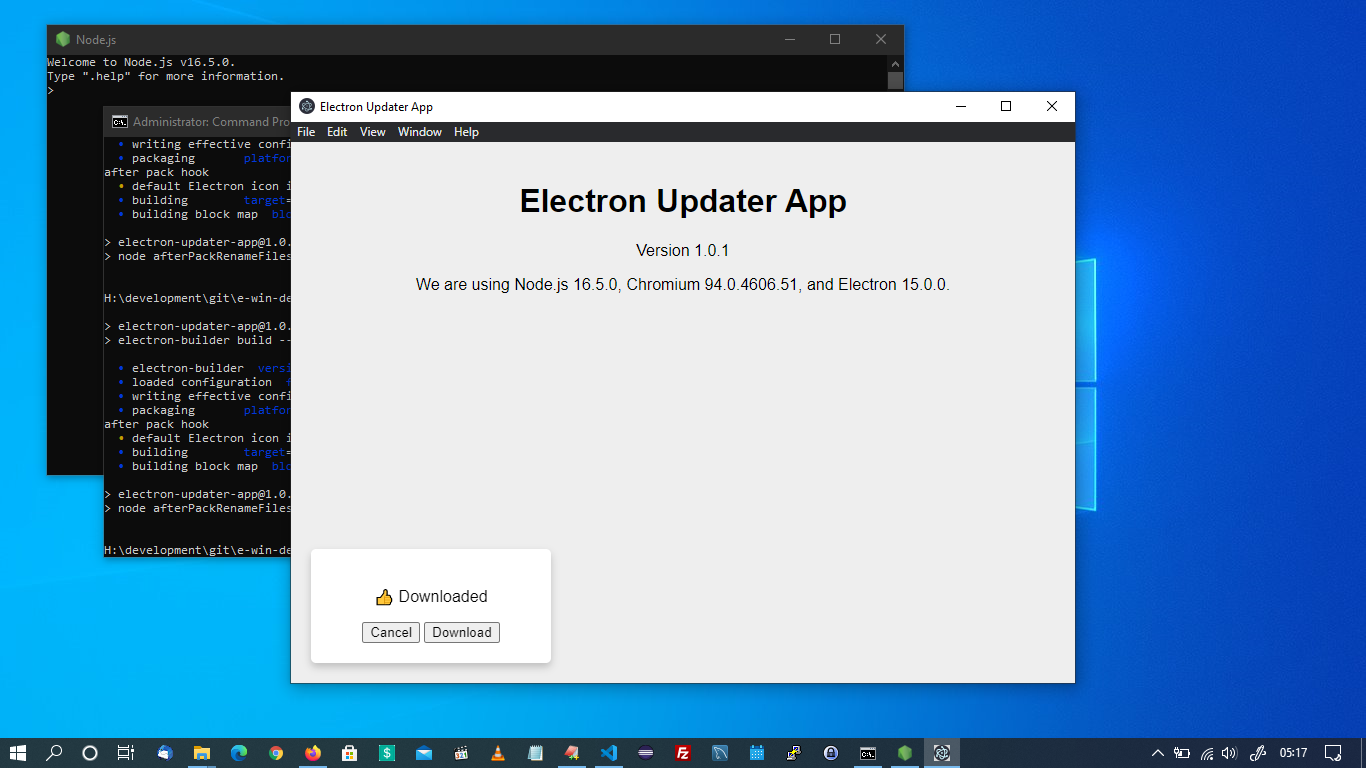 Node.js
Welcome to Node.js v16.5.0.
Type ".help" for more information.
>
Administrator: Command Pro
• writing effective confi
• packaging platfor
after pack hook
• default Electron icon i
• building target=
• building block map blo
> electron-updater-app@1.0.
> node afterPackRenameFiles
H:\development\git\e-win-de
> electron-updater-app@1.0.
> electron-builder build --
• electron-builder versi
• loaded configuration f
• writing effective confi
• packaging platfor
after pack hook
• default Electron icon i
• building target=
• building block map blo
> electron-updater-app@1.0.
> node afterPackRenameFiles
H:\development\git\e-win-de
Electron Updater App
File Edit View Window Help
Electron Updater App
Version 1.0.1
We are using Node.js 16.5.0, Chromium 94.0.4606.51, and Electron 15.0.0.
👍 Downloaded
Cancel Download
05:17